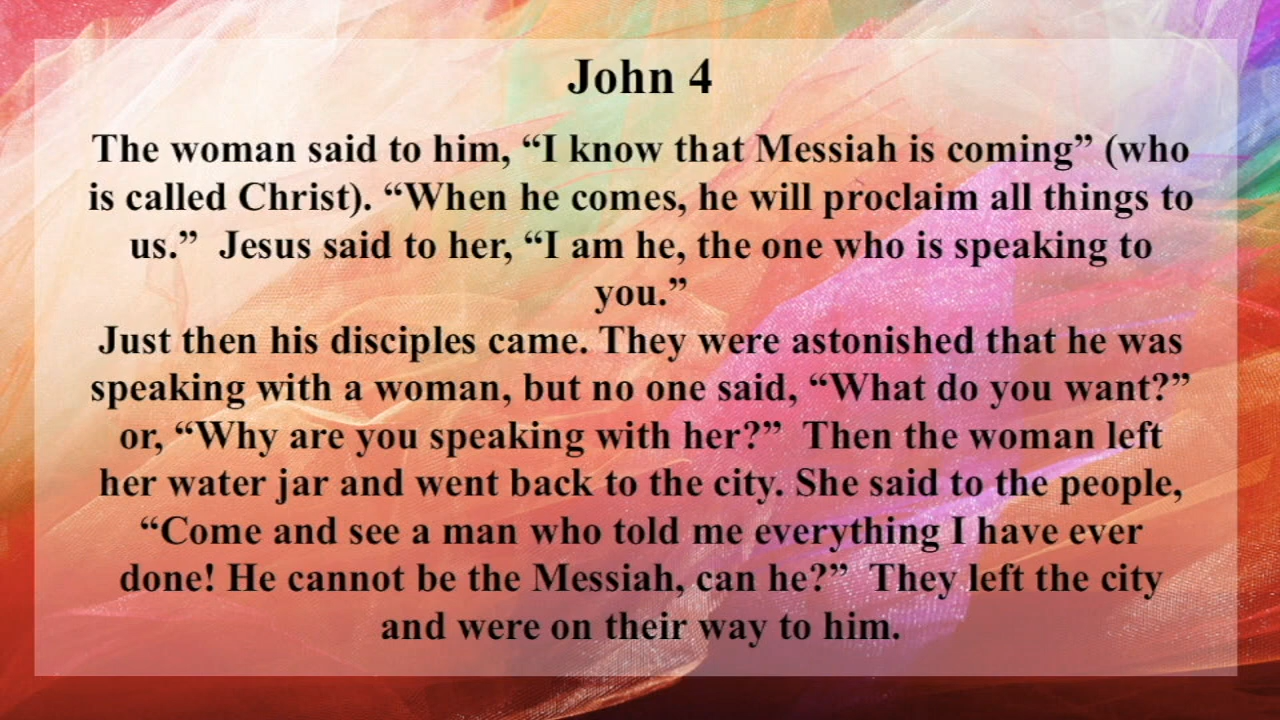 John 4
The woman said to him, “I know that Messiah is coming” (who
is called Christ). “When he comes, he will proclaim all things to
us.”  Jesus said to her, “I am he, the one who is speaking to
you.”
Just then his disciples came. They were astonished that he was
speaking with a woman, but no one said, “What do you want?”
or, “Why are you speaking with her?”  Then the woman left
her water jar and went back to the city. She said to the people,
“Come and see a man who told me everything I have ever
done! He cannot be the Messiah, can he?”  They left the city
and were on their way to him.